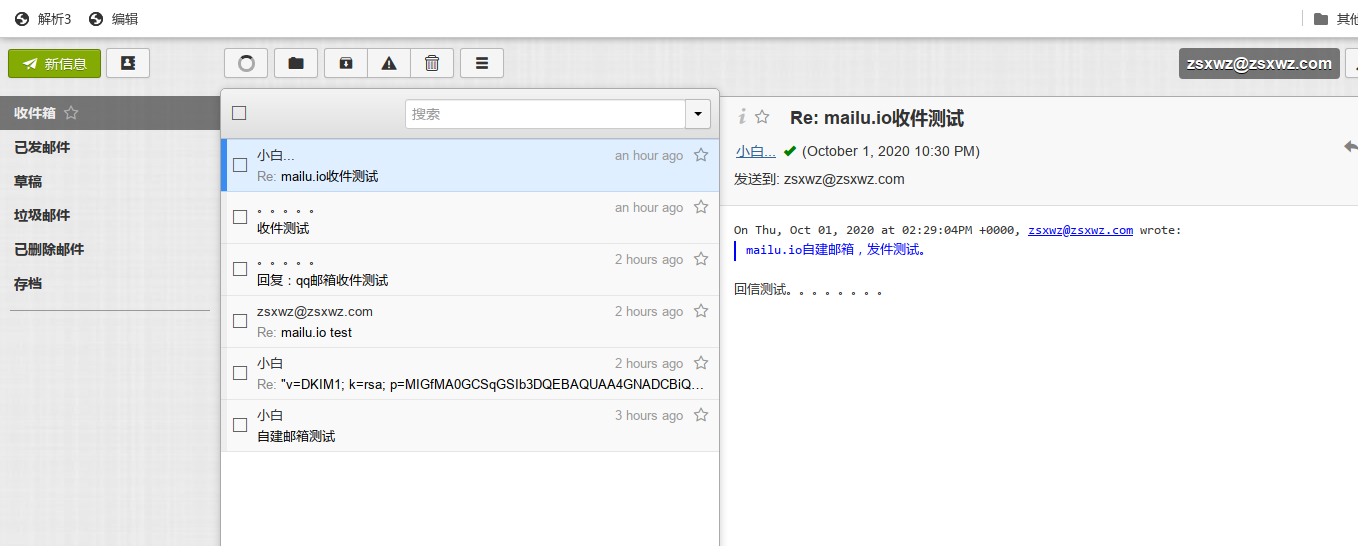 解析3 编辑
新信息
zsxwz@zsxwz.com
收件箱
已发邮件
草稿
垃圾邮件
已删除邮件
存档
搜索
小白... an hour ago
Re: mailu.io收件测试
。。。。。 an hour ago
收件测试
。。。。。 2 hours ago
回复：qq邮箱收件测试
zsxwz@zsxwz.com 2 hours ago
Re: mailu.io test
小白 2 hours ago
Re: "v=DKIM1; k=rsa; p=MIGfMA0GCSqGSIb3DQEBAQUAA4GNADCBiQ...
小白 3 hours ago
自建邮箱测试
Re: mailu.io收件测试
小白... (October 1, 2020 10:30 PM)
发送到: zsxwz@zsxwz.com
On Thu, Oct 01, 2020 at 02:29:04PM +0000, zsxwz@zsxwz.com wrote:
mailu.io自建邮箱，发件测试。
回信测试。。。。。。。。